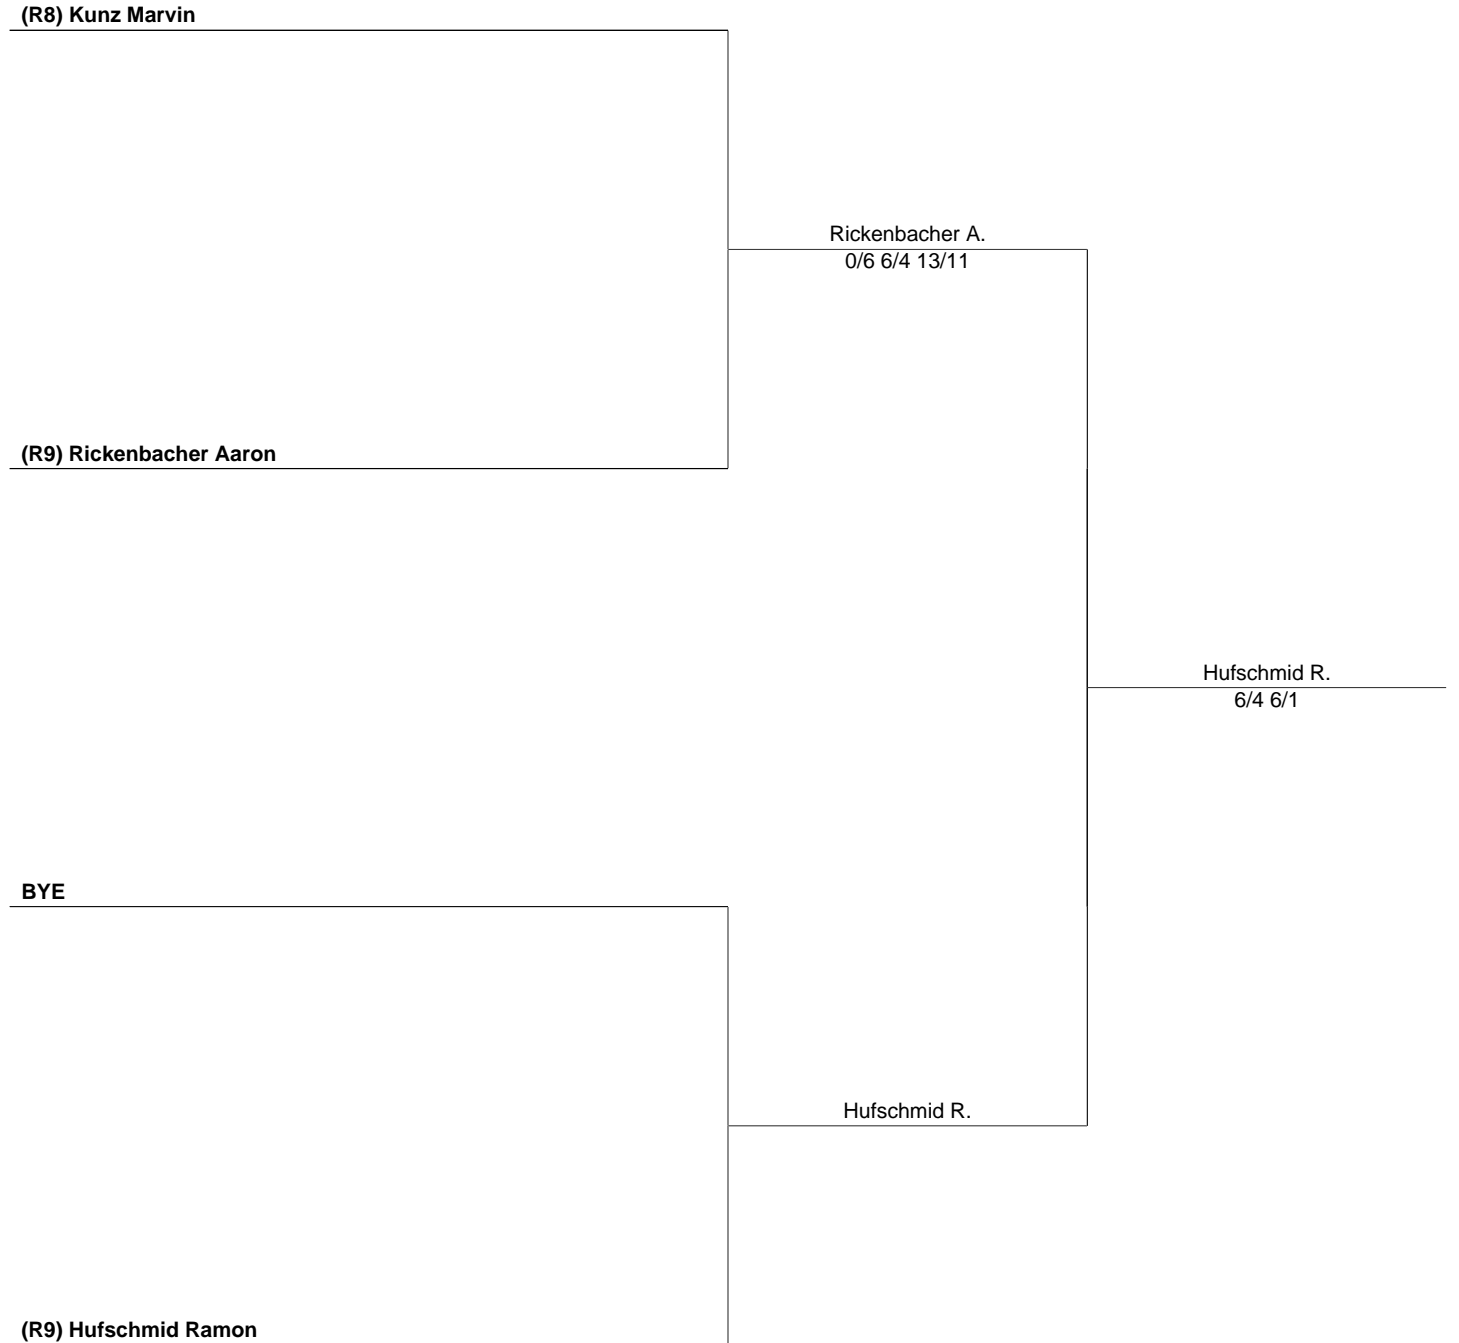 (R8) Kunz Marvin
Rickenbacher A.
0/6 6/4 13/11
(R9) Rickenbacher Aaron
Hufschmid R.
6/4 6/1
BYE
Hufschmid R.
(R9) Hufschmid Ramon